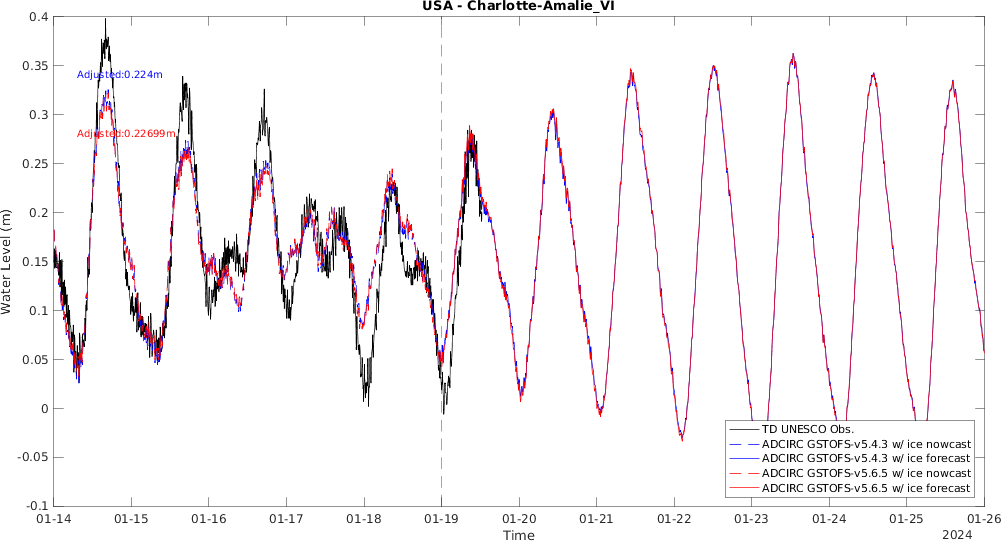 USA - Charlotte-Amalie_VI
0.4
0.35
0.3
0.25
0.2
0.15
0.1
0.05
0
-0.05
-0.1
Water Level (m)
Adjusted:0.224m
Adjusted:0.22699m
TD UNESCO Obs.
ADCIRC GSTOFS-v5.4.3 w/ ice nowcast
ADCIRC GSTOFS-v5.4.3 w/ ice forecast
ADCIRC GSTOFS-v5.6.5 w/ ice nowcast
ADCIRC GSTOFS-v5.6.5 w/ ice forecast
01-14 01-15 01-16 01-17 01-18 01-19 01-20 01-21 01-22 01-23 01-24 01-25 01-26
Time
2024